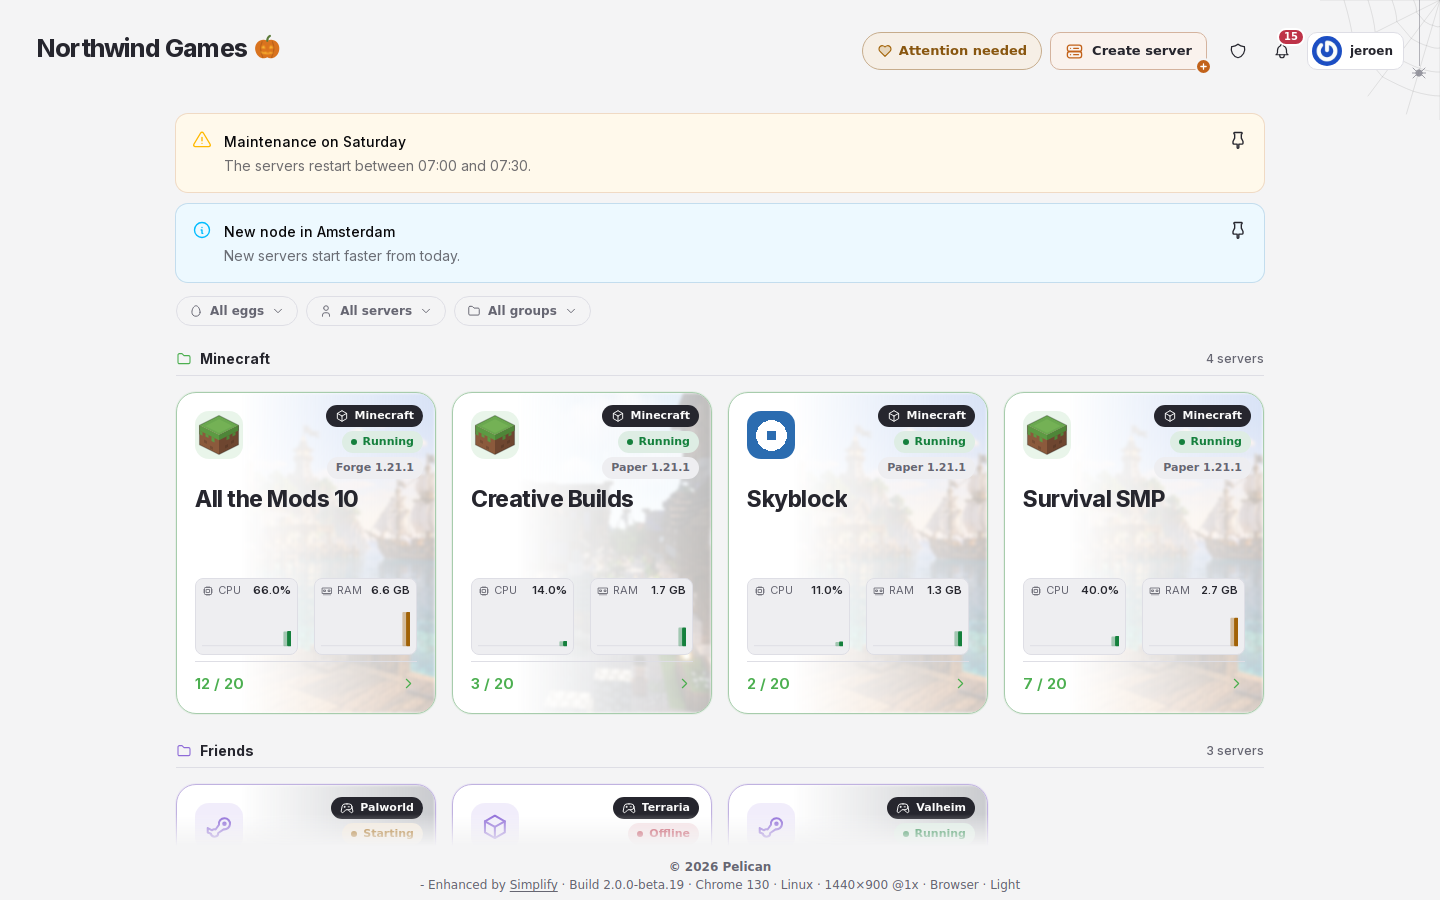 Northwind Games
Attention needed
Create server
15
jeroen
Maintenance on Saturday
The servers restart between 07:00 and 07:30.
New node in Amsterdam
New servers start faster from today.
All eggs
All servers
All groups
Minecraft
4 servers
Minecraft
Running
Forge 1.21.1
All the Mods 10
CPU 66.0%
RAM 6.6 GB
12 / 20
Minecraft
Running
Paper 1.21.1
Creative Builds
CPU 14.0%
RAM 1.7 GB
3 / 20
Minecraft
Running
Paper 1.21.1
Skyblock
CPU 11.0%
RAM 1.3 GB
2 / 20
Minecraft
Running
Paper 1.21.1
Survival SMP
CPU 40.0%
RAM 2.7 GB
7 / 20
Friends
3 servers
Palworld
Starting
Terraria
Offline
Valheim
Running
© 2026 Pelican
- Enhanced by Simplify · Build 2.0.0-beta.19 · Chrome 130 · Linux · 1440×900 @1x · Browser · Light